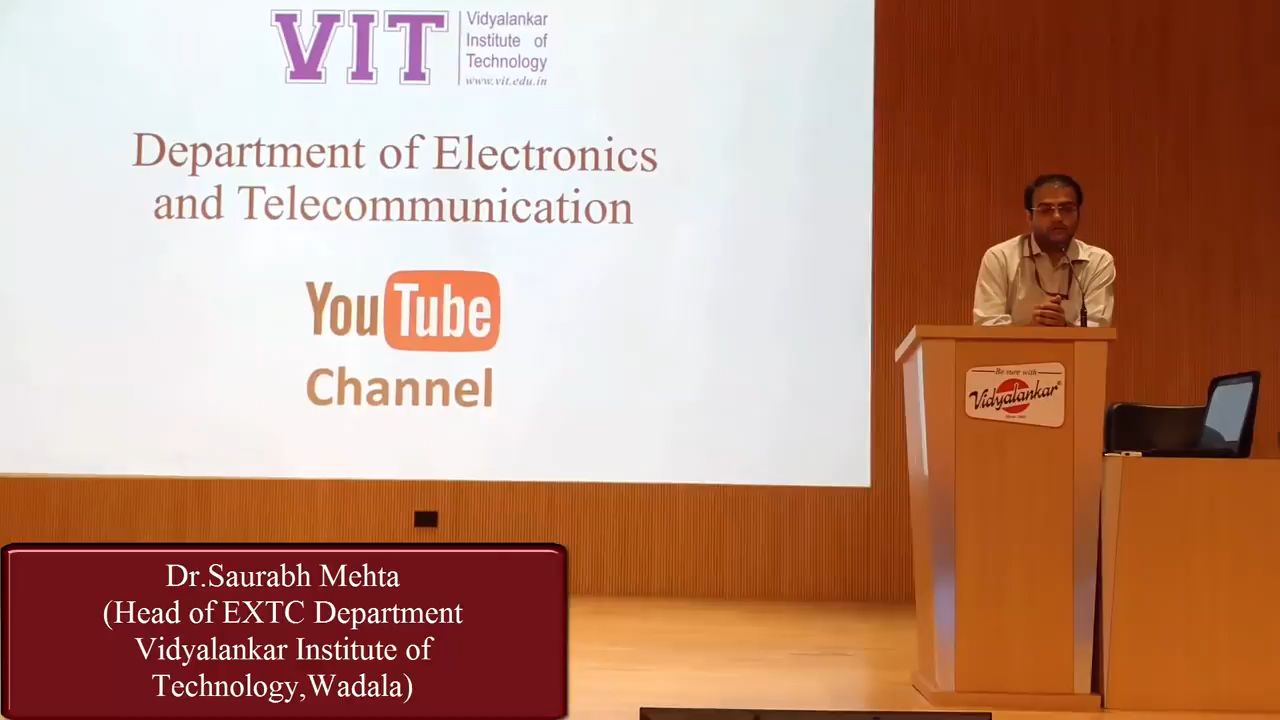 VIT
Vidyalankar
Institute of
Technology
www.vit.edu.in
Department of Electronics
and Telecommunication
YouTube
Channel
Be sure with
Vidyalankar®
Dr.Saurabh Mehta
(Head of EXTC Department
Vidyalankar Institute of
Technology,Wadala)